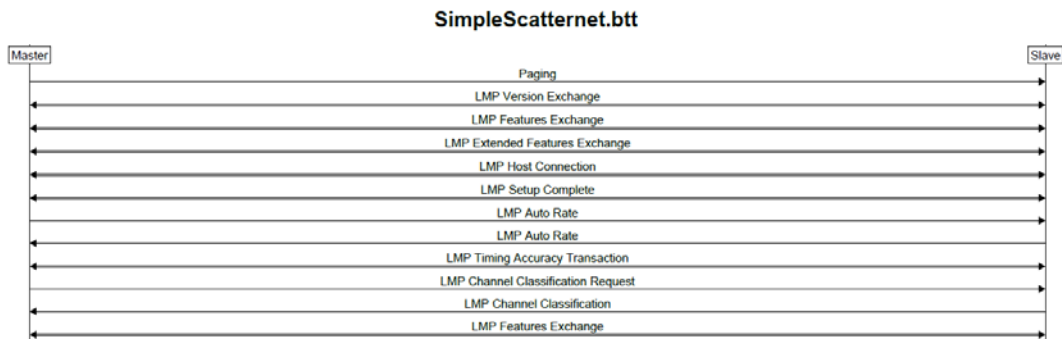 SimpleScatternet.btt
Master Slave
Paging
LMP Version Exchange
LMP Features Exchange
LMP Extended Features Exchange
LMP Host Connection
LMP Setup Complete
LMP Auto Rate
LMP Auto Rate
LMP Timing Accuracy Transaction
LMP Channel Classification Request
LMP Channel Classification
LMP Features Exchange